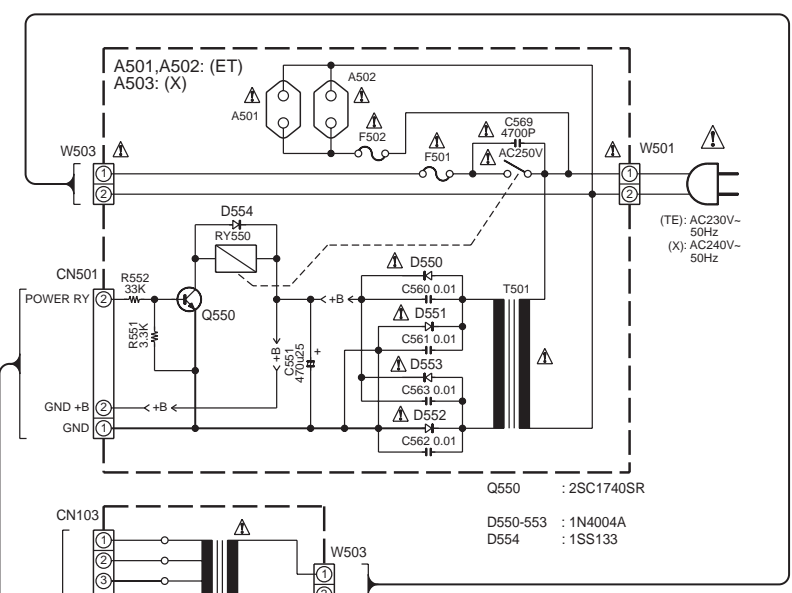 A501,A502: (ET)
A503: (X)
A501
A502
F502
C569
4700P
AC250V
F501
W503
1
2
W501
1
2
(TE): AC230V~
50Hz
(X): AC240V~
50Hz
D554
RY550
CN501
POWER RY
2
R552
33K
R551
3.3K
Q550
+B
+B
C551
470u25
+
D550
C560 0.01
D551
C561 0.01
D553
C563 0.01
D552
C562 0.01
T501
GND +B
2
+B
GND
1
Q550 : 2SC1740SR
D550-553 : 1N4004A
D554 : 1SS133
CN103
1
2
3
W503
1
2